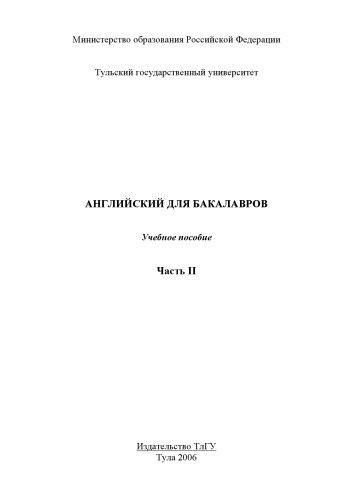 Министерство образования Российской Федерации
Тульский государственный университет
АНГЛИЙСКИЙ ДЛЯ БАКАЛАВРОВ
Учебное пособие
Часть II
Издательство ТлГУ
Тула 2006